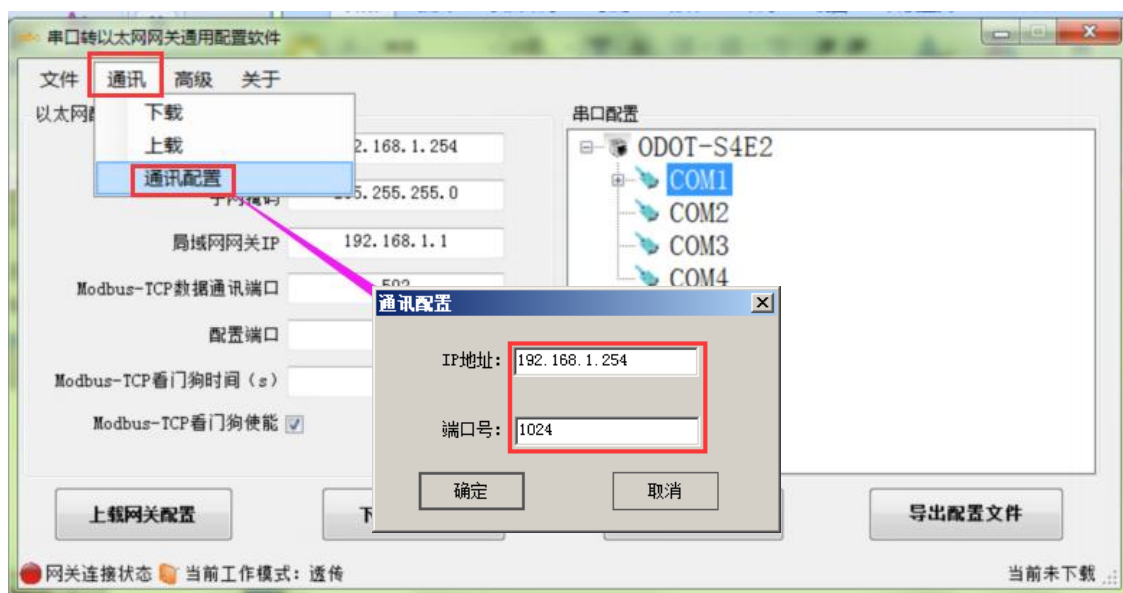 串口转以太网网关通用配置软件
文件 通讯 高级 关于
下载
上载
通讯配置
以太网
2.168.1.254
255.255.0
局域网网关IP 192.168.1.1
Modbus-TCP数据通讯端口
配置端口
Modbus-TCP看门狗时间(s)
Modbus-TCP看门狗使能
串口配置
ODOT-S4E2
COM1
COM2
COM3
COM4
通讯配置
IP地址: 192.168.1.254
端口号: 1024
确定 取消
上载网关配置 导出配置文件
网关连接状态 当前工作模式: 透传 当前未下载